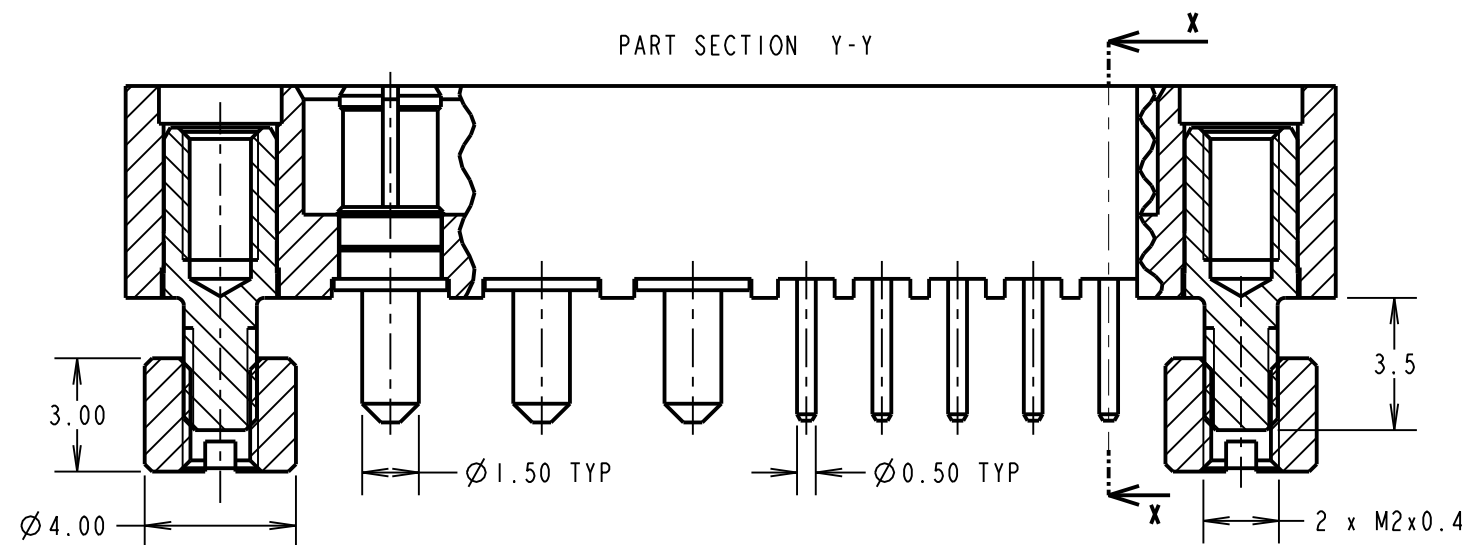 X
PART SECTION Y-Y
3.5
3.00
Ø1.50 TYP
Ø0.50 TYP
X
Ø4.00
2 x M2x0.4